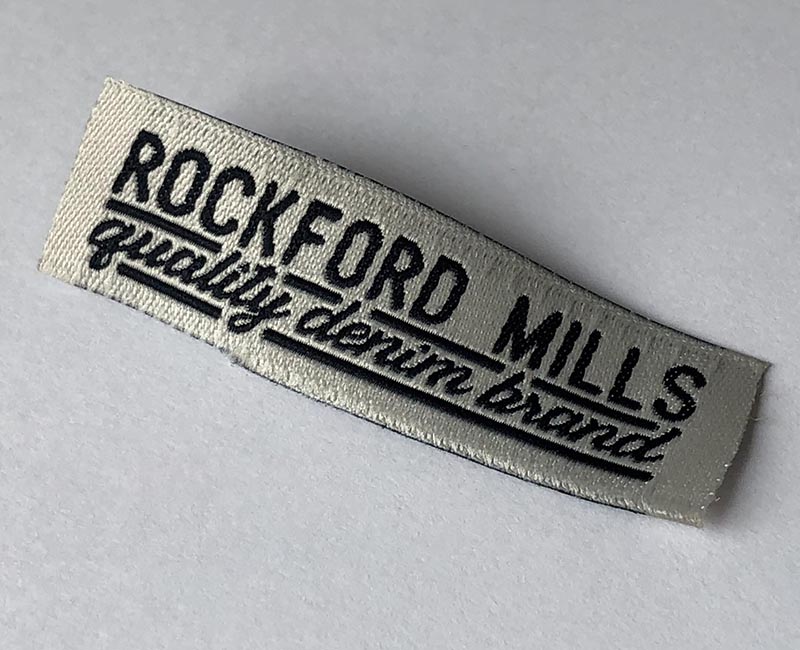 ROCKFORD MILLS
quality denim brand